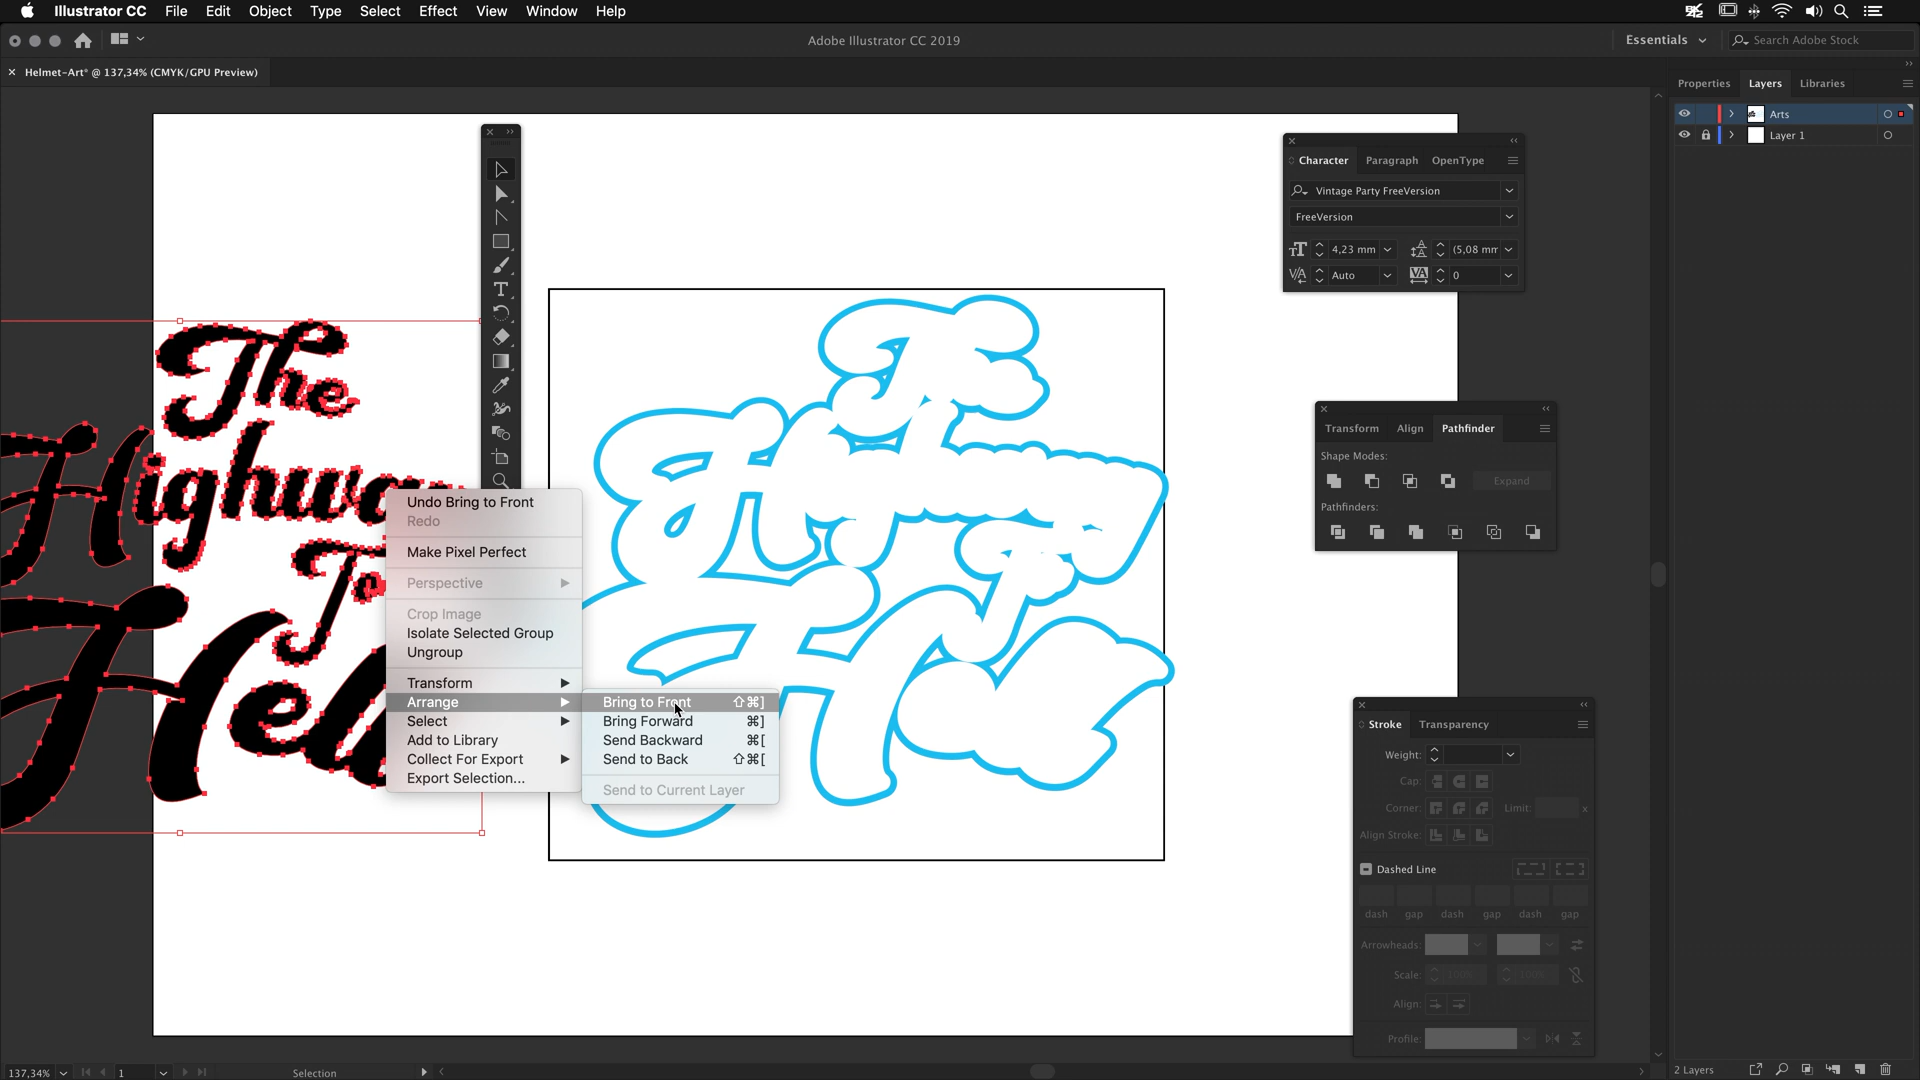 Illustrator CC File Edit Object Type Select Effect View Window Help
Adobe Illustrator CC 2019
Essentials
Search Adobe Stock
Helmet-Art* @ 137,34% (CMYK/GPU Preview)
Properties Layers Libraries
Arts
Layer 1
Character Paragraph OpenType
Vintage Party FreeVersion
FreeVersion
4,23 mm (5,08 mm
Auto 0
The
Highwa
To
Hel
Undo Bring to Front
Redo
Make Pixel Perfect
Perspective
Crop Image
Isolate Selected Group
Ungroup
Transform
Arrange
Select
Add to Library
Collect For Export
Export Selection...
Bring to Front ⇧⌘]
Bring Forward ⌘]
Send Backward ⌘[
Send to Back ⇧⌘[
Send to Current Layer
Transform Align Pathfinder
Shape Modes:
Expand
Pathfinders:
Stroke Transparency
Weight:
Cap:
Corner: Limit: x
Align Stroke:
Dashed Line
dash gap dash gap dash gap
Arrowheads:
Scale: 100% 100%
Align:
Profile:
137,34% 1 Selection
2 Layers